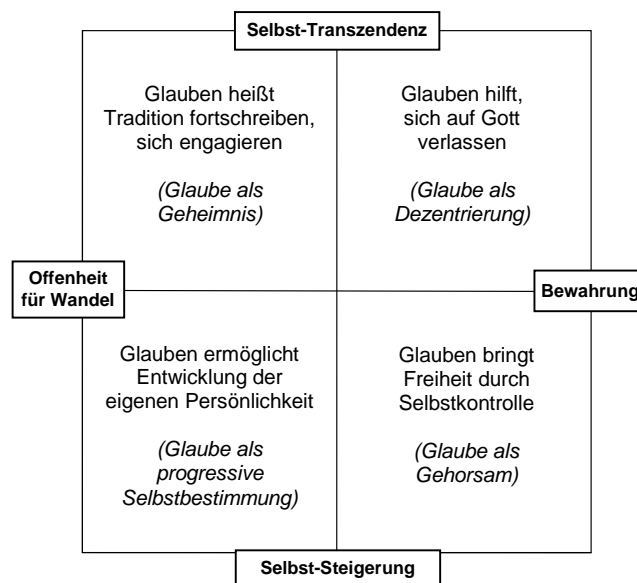 Selbst-Transzendenz
Glauben heißt
Tradition fortschreiben,
sich engagieren
(Glaube als
Geheimnis)
Glauben hilft,
sich auf Gott
verlassen
(Glaube als
Dezentrierung)
Offenheit
für Wandel
Bewahrung
Glauben ermöglicht
Entwicklung der
eigenen Persönlichkeit
(Glaube als
progressive
Selbstbestimmung)
Glauben bringt
Freiheit durch
Selbstkontrolle
(Glaube als
Gehorsam)
Selbst-Steigerung